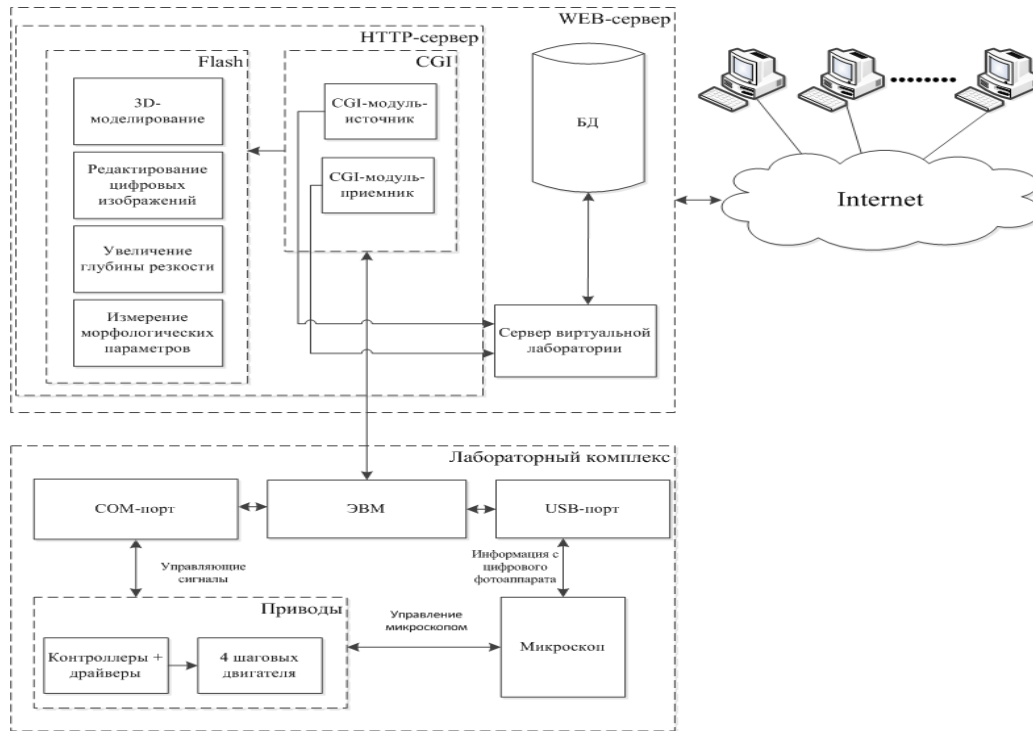 WEB-сервер
HTTP-сервер
Flash
CGI
3D-
моделирование
Редактирование
цифровых
изображений
Увеличение
глубины резкости
Измерение
морфологических
параметров
CGI-модуль-
источник
CGI-модуль-
приемник
БД
Сервер виртуальной
лаборатории
Internet
Лабораторный комплекс
COM-порт
ЭВМ
USB-порт
Управляющие
сигналы
Информация с
цифрового
фотоаппарата
Приводы
Контроллеры +
драйверы
4 шаговых
двигателя
Управление
микроскопом
Микроскоп